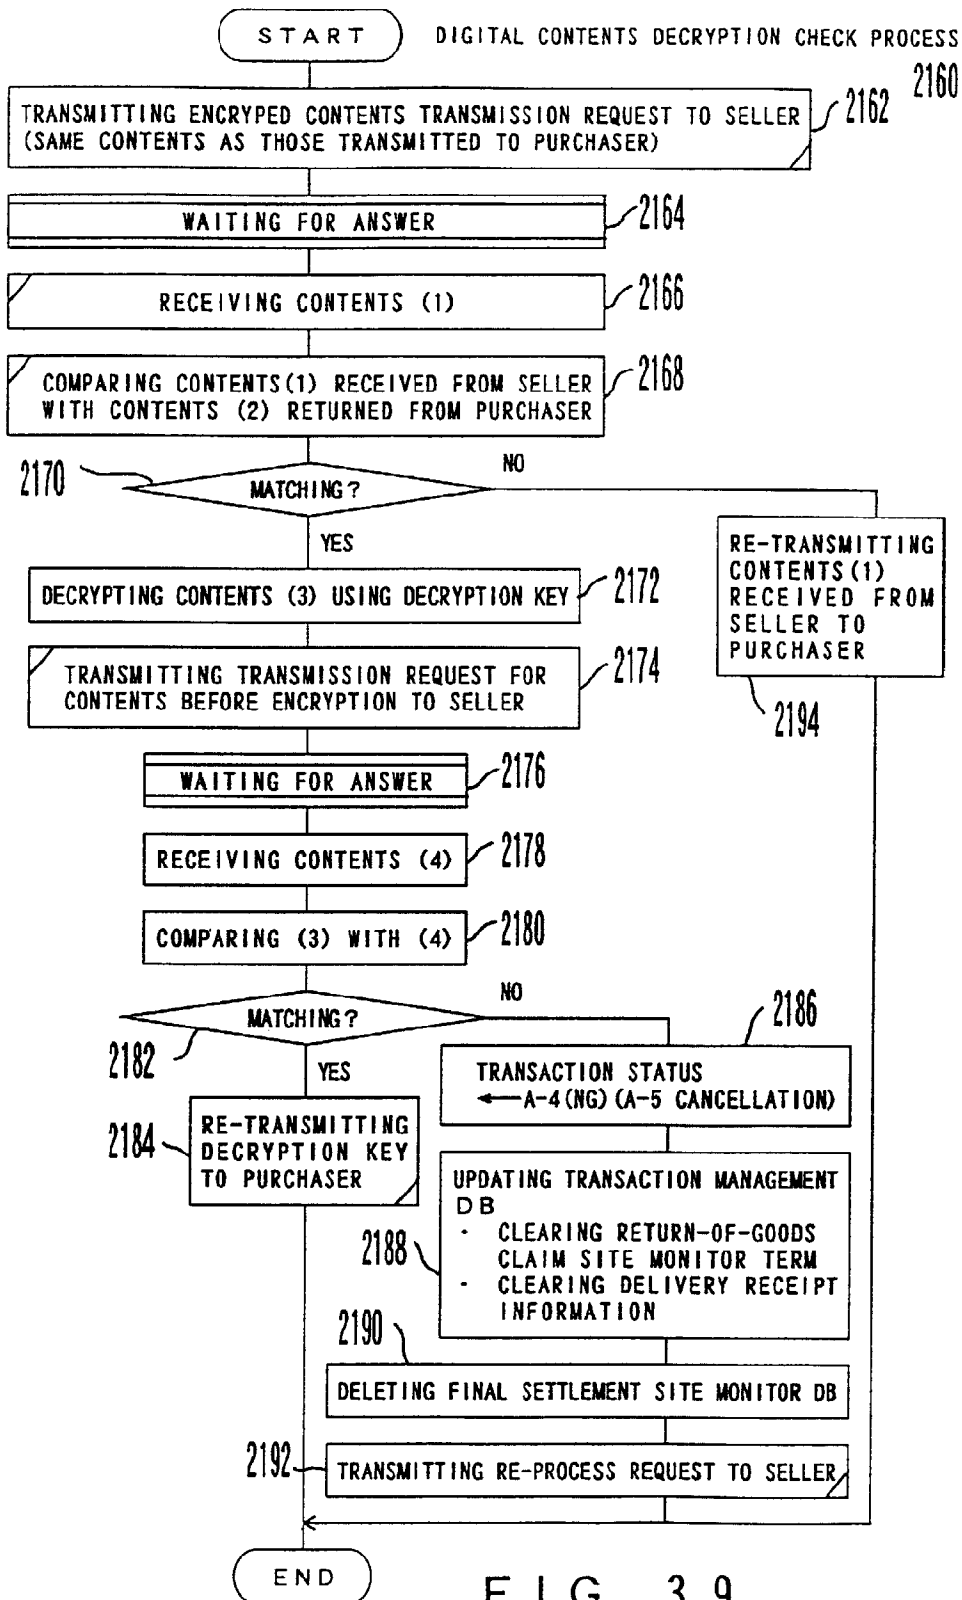 START
DIGITAL CONTENTS DECRYPTION CHECK PROCESS
2160
TRANSMITTING ENCRYPED CONTENTS TRANSMISSION REQUEST TO SELLER
(SAME CONTENTS AS THOSE TRANSMITTED TO PURCHASER)
2162
WAITING FOR ANSWER
2164
RECEIVING CONTENTS (1)
2166
COMPARING CONTENTS(1) RECEIVED FROM SELLER
WITH CONTENTS (2) RETURNED FROM PURCHASER
2168
2170
MATCHING?
NO
YES
RE-TRANSMITTING
CONTENTS(1)
RECEIVED FROM
SELLER TO
PURCHASER
2194
DECRYPTING CONTENTS (3) USING DECRYPTION KEY
2172
TRANSMITTING TRANSMISSION REQUEST FOR
CONTENTS BEFORE ENCRYPTION TO SELLER
2174
WAITING FOR ANSWER
2176
RECEIVING CONTENTS (4)
2178
COMPARING (3) WITH (4)
2180
MATCHING?
NO
2182
YES
2186
TRANSACTION STATUS
←A-4(NG)(A-5 CANCELLATION)
2184
RE-TRANSMITTING
DECRYPTION KEY
TO PURCHASER
UPDATING TRANSACTION MANAGEMENT
DB
· CLEARING RETURN-OF-GOODS
CLAIM SITE MONITOR TERM
- CLEARING DELIVERY RECEIPT
INFORMATION
2188
2190
DELETING FINAL SETTLEMENT SITE MONITOR DB
2192
TRANSMITTING RE-PROCESS REQUEST TO SELLER
END
FIG. 39